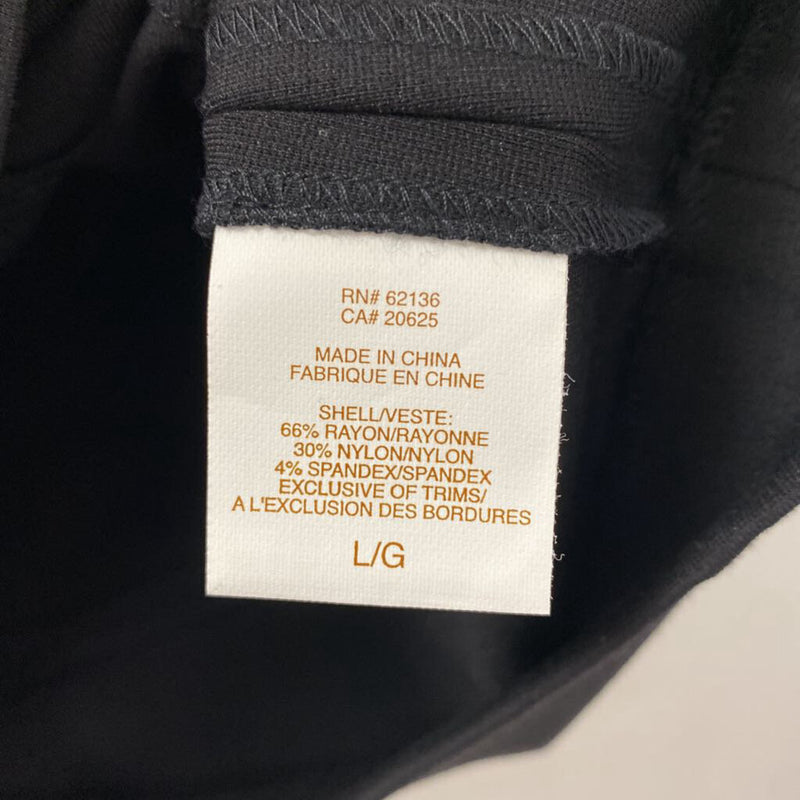 RN# 62136
CA# 20625
MADE IN CHINA
FABRIQUE EN CHINE
SHELL/VESTE:
66% RAYON/RAYONNE
30% NYLON/NYLON
4% SPANDEX/SPANDEX
EXCLUSIVE OF TRIMS/
A L'EXCLUSION DES BORDURES
L/G